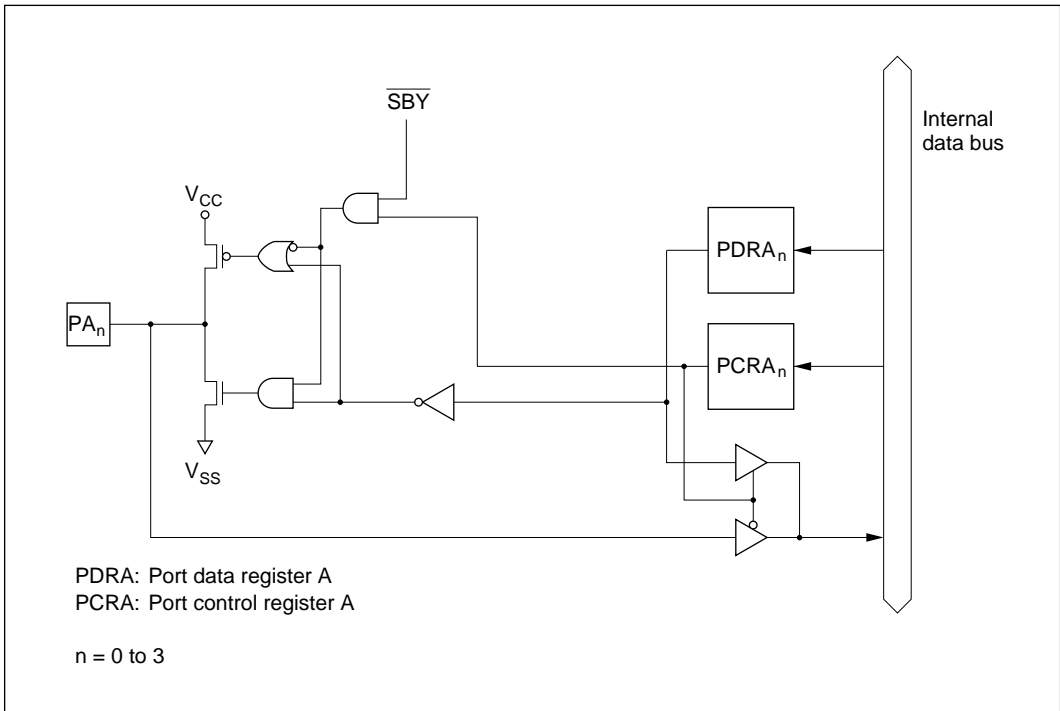 SBY
Internal
data bus
VCC
PDRAn
PAn
PCRAn
VSS
PDRA: Port data register A
PCRA: Port control register A
n = 0 to 3